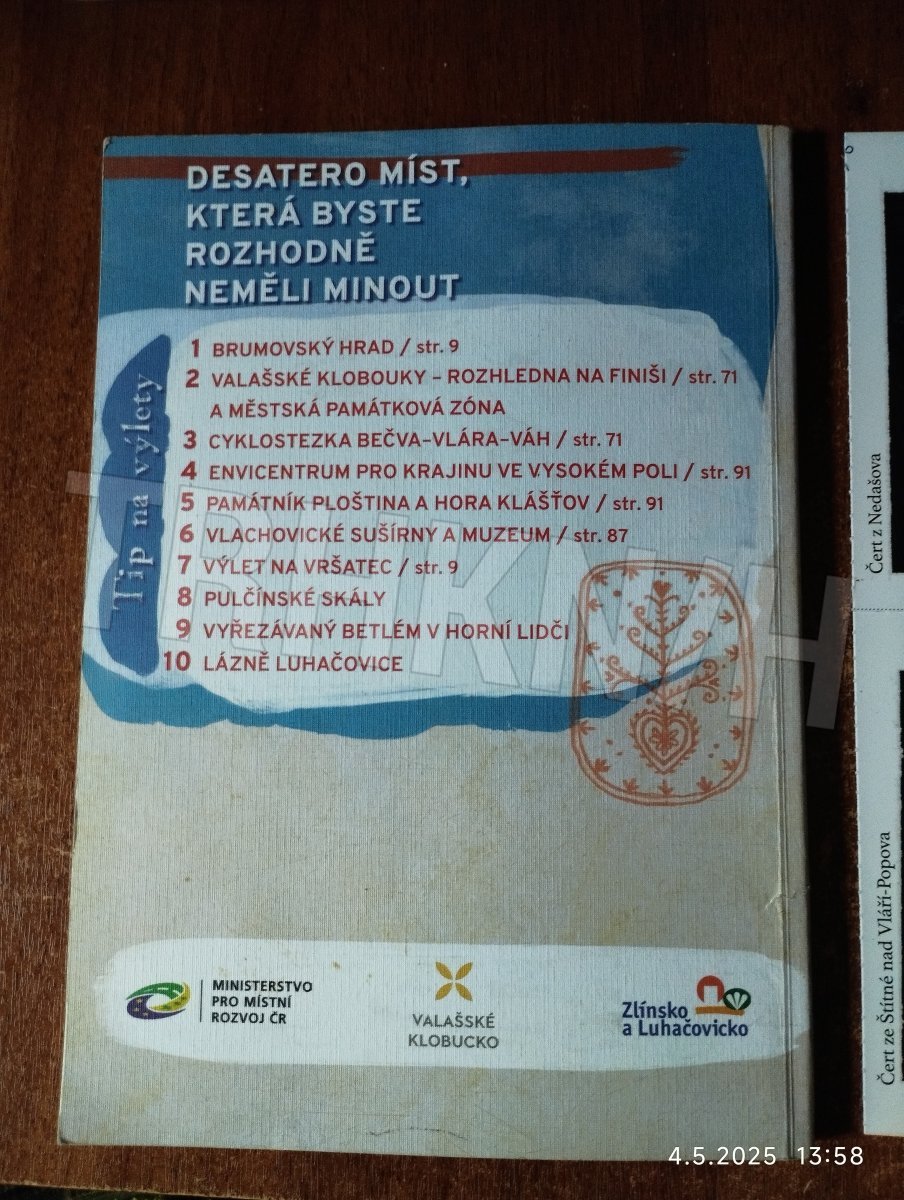 DESATERO MÍST,
KTERÁ BYSTE
ROZHODNĚ
NEMĚLI MINOUT
Tip na výlety
1 BRUMOVSKÝ HRAD / str. 9
2 VALAŠSKÉ KLOBOUKY – ROZHLEDNA NA FINIŠI / str. 71
A MĚSTSKÁ PAMÁTKOVÁ ZÓNA
3 CYKLOSTEZKA BEČVA–VLÁRA–VÁH / str. 71
4 ENVICENTRUM PRO KRAJINU VE VYSOKÉM POLI / str. 91
5 PAMÁTNÍK PLOŠTINA A HORA KLÁŠŤOV / str. 91
6 VLACHOVICKÉ SUŠÍRNY A MUZEUM / str. 87
7 VÝLET NA VRŠATEC / str. 9
8 PULČÍNSKÉ SKÁLY
9 VYŘEZÁVANÝ BETLÉM V HORNÍ LIDČI
10 LÁZNĚ LUHAČOVICE
MINISTERSTVO
PRO MÍSTNÍ
ROZVOJ ČR
VALAŠSKÉ
KLOBUCKO
Zlínsko
a Luhačovicko
Čert z Nedašova
Čert ze Štítné nad Vláří-Popova
4.5.2025 13:58